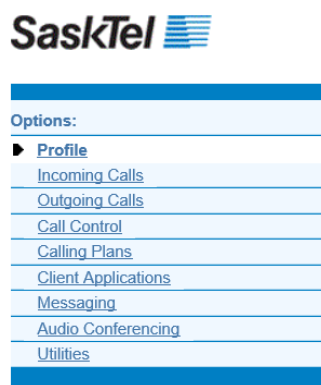 SaskTel
Options:
Profile
Incoming Calls
Outgoing Calls
Call Control
Calling Plans
Client Applications
Messaging
Audio Conferencing
Utilities